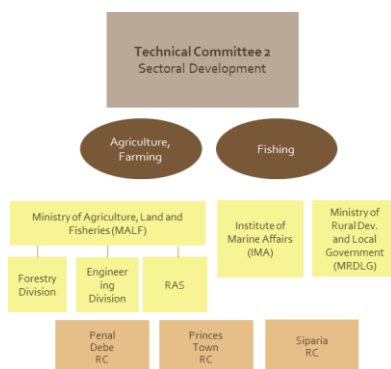 Technical Committee 2
Sectoral Development
Agriculture,
Farming
Fishing
Ministry of Agriculture, Land and
Fisheries (MALF)
Institute of
Marine Affairs
(IMA)
Ministry of
Rural Dev.
and Local
Government
(MRDLG)
Forestry
Division
Engineer
ing
Division
RAS
Penal
Debe
RC
Princes
Town
RC
Siparia
RC